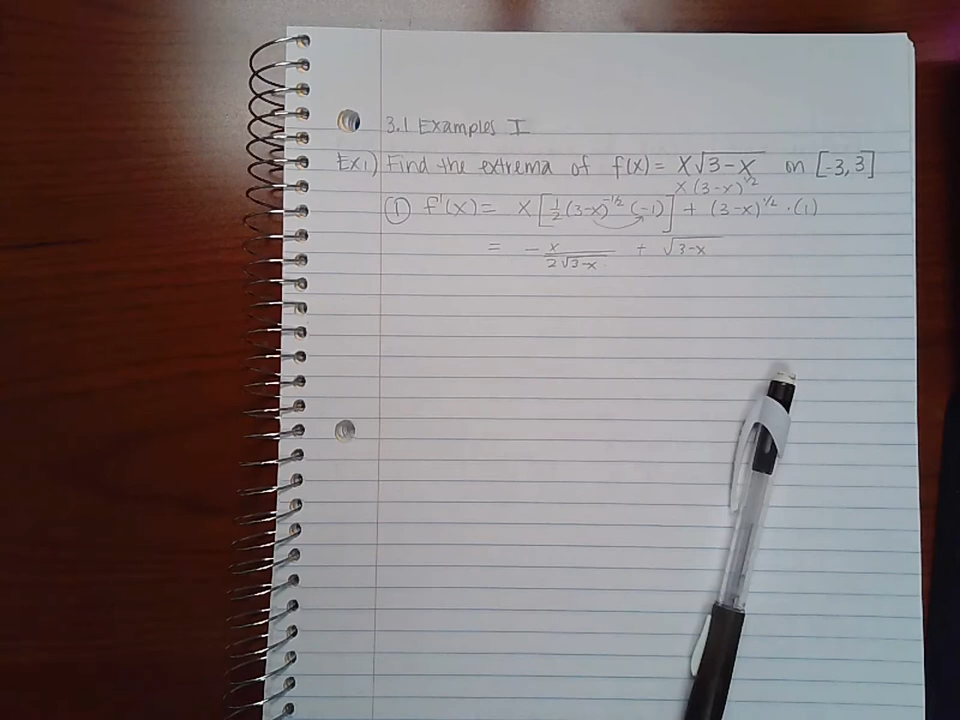 3.1 Examples I
Ex1) Find the extrema of f(x) = x√3-x on [-3, 3]
x (3-x)^1/2
① f'(x) = x [1/2 (3-x)^-1/2 (-1)] + (3-x)^1/2 · (1)
= - x/2√3-x + √3-x